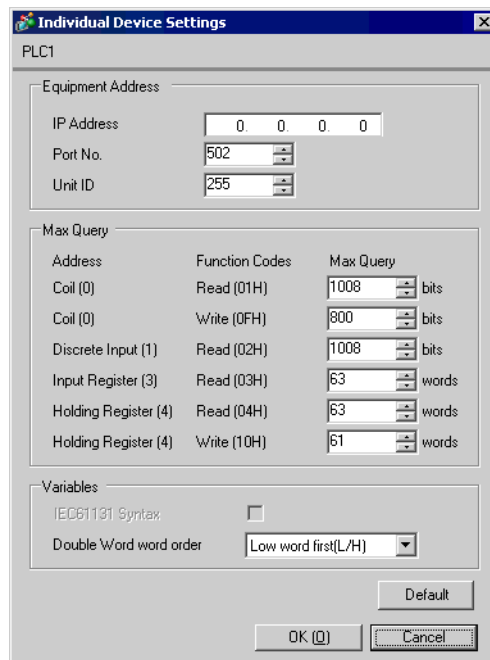 Individual Device Settings
PLC1
Equipment Address
IP Address 0. 0. 0. 0
Port No. 502
Unit ID 255
Max Query
Address Function Codes Max Query
Coil (0) Read (01H) 1008 bits
Coil (0) Write (0FH) 800 bits
Discrete Input (1) Read (02H) 1008 bits
Input Register (3) Read (03H) 63 words
Holding Register (4) Read (04H) 63 words
Holding Register (4) Write (10H) 61 words
Variables
IEC61131 Syntax
Double Word word order Low word first(L/H)
Default
OK (O) Cancel